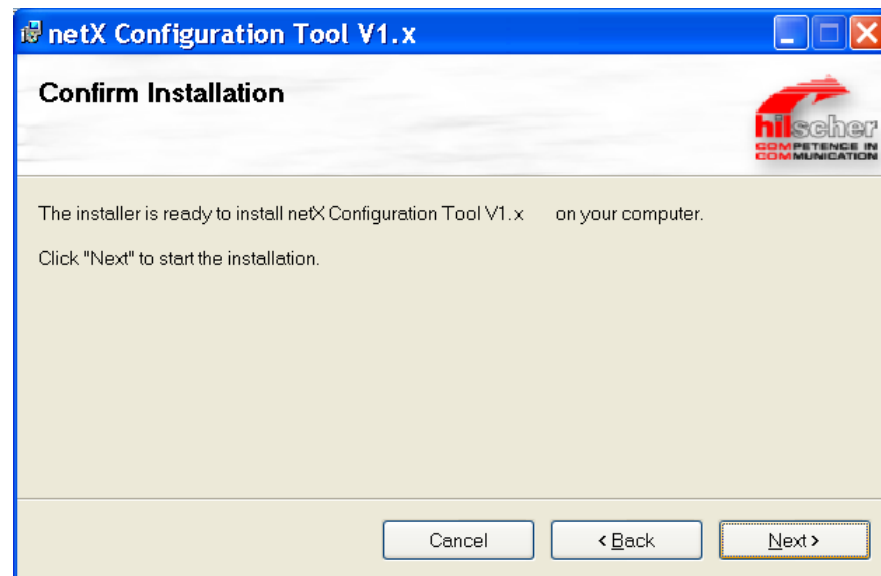 netX Configuration Tool V1.x
Confirm Installation
hilscher
COMPETENCE IN
COMMUNICATION
The installer is ready to install netX Configuration Tool V1.x on your computer.
Click "Next" to start the installation.
Cancel
< Back
Next >